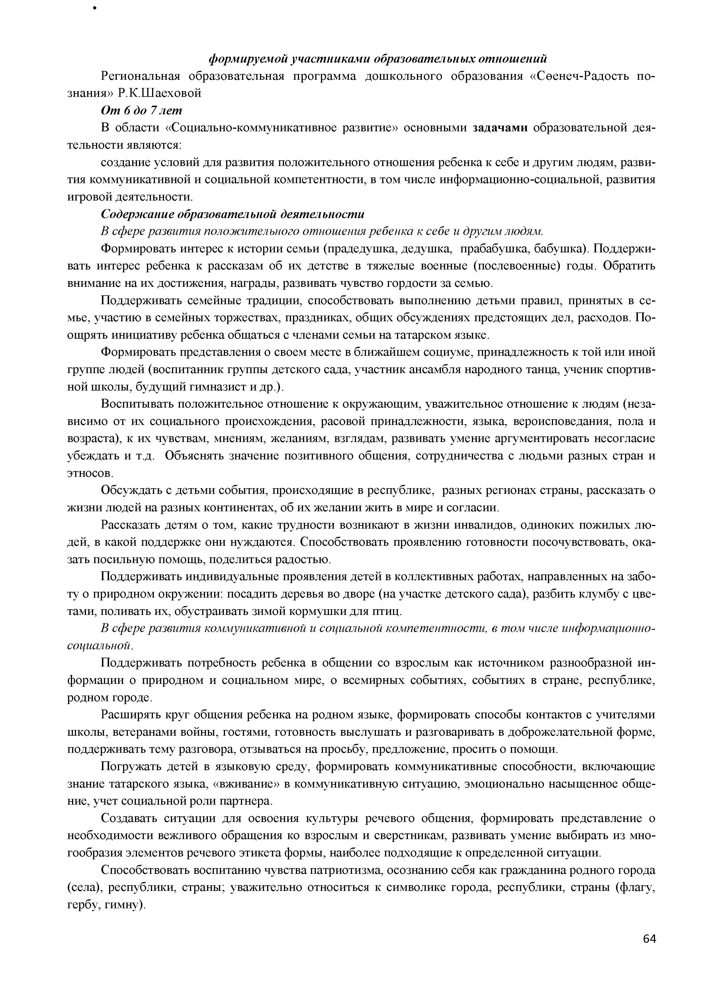 •
формируемой участниками образовательных отношений
Региональная образовательная программа дошкольного образования «Сөенеч-Радость по-
знания» Р.К.Шаеховой
От 6 до 7 лет
В области «Социально-коммуникативное развитие» основными задачами образовательной дея-
тельности являются:
создание условий для развития положительного отношения ребенка к себе и другим людям, разви-
тия коммуникативной и социальной компетентности, в том числе информационно-социальной, развития
игровой деятельности.
Содержание образовательной деятельности
В сфере развития положительного отношения ребенка к себе и другим людям.
Формировать интерес к истории семьи (прадедушка, дедушка, прабабушка, бабушка). Поддержи-
вать интерес ребенка к рассказам об их детстве в тяжелые военные (послевоенные) годы. Обратить
внимание на их достижения, награды, развивать чувство гордости за семью.
Поддерживать семейные традиции, способствовать выполнению детьми правил, принятых в се-
мье, участию в семейных торжествах, праздниках, общих обсуждениях предстоящих дел, расходов. По-
ощрять инициативу ребенка общаться с членами семьи на татарском языке.
Формировать представления о своем месте в ближайшем социуме, принадлежность к той или иной
группе людей (воспитанник группы детского сада, участник ансамбля народного танца, ученик спортив-
ной школы, будущий гимназист и др.).
Воспитывать положительное отношение к окружающим, уважительное отношение к людям (неза-
висимо от их социального происхождения, расовой принадлежности, языка, вероисповедания, пола и
возраста), к их чувствам, мнениям, желаниям, взглядам, развивать умение аргументировать несогласие
убеждать и т.д. Объяснять значение позитивного общения, сотрудничества с людьми разных стран и
этносов.
Обсуждать с детьми события, происходящие в республике, разных регионах страны, рассказать о
жизни людей на разных континентах, об их желании жить в мире и согласии.
Рассказать детям о том, какие трудности возникают в жизни инвалидов, одиноких пожилых лю-
дей, в какой поддержке они нуждаются. Способствовать проявлению готовности посочувствовать, ока-
зать посильную помощь, поделиться радостью.
Поддерживать индивидуальные проявления детей в коллективных работах, направленных на забо-
ту о природном окружении: посадить деревья во дворе (на участке детского сада), разбить клумбу с цве-
тами, поливать их, обустраивать зимой кормушки для птиц.
В сфере развития коммуникативной и социальной компетентности, в том числе информационно-
социальной.
Поддерживать потребность ребенка в общении со взрослым как источником разнообразной ин-
формации о природном и социальном мире, о всемирных событиях, событиях в стране, республике,
родном городе.
Расширять круг общения ребенка на родном языке, формировать способы контактов с учителями
школы, ветеранами войны, гостями, готовность выслушать и разговаривать в доброжелательной форме,
поддерживать тему разговора, отзываться на просьбу, предложение, просить о помощи.
Погружать детей в языковую среду, формировать коммуникативные способности, включающие
знание татарского языка, «вживание» в коммуникативную ситуацию, эмоционально насыщенное обще-
ние, учет социальной роли партнера.
Создавать ситуации для освоения культуры речевого общения, формировать представление о
необходимости вежливого обращения ко взрослым и сверстникам, развивать умение выбирать из мно-
гообразия элементов речевого этикета формы, наиболее подходящие к определенной ситуации.
Способствовать воспитанию чувства патриотизма, осознанию себя как гражданина родного города
(села), республики, страны; уважительно относиться к символике города, республики, страны (флагу,
гербу, гимну).
64